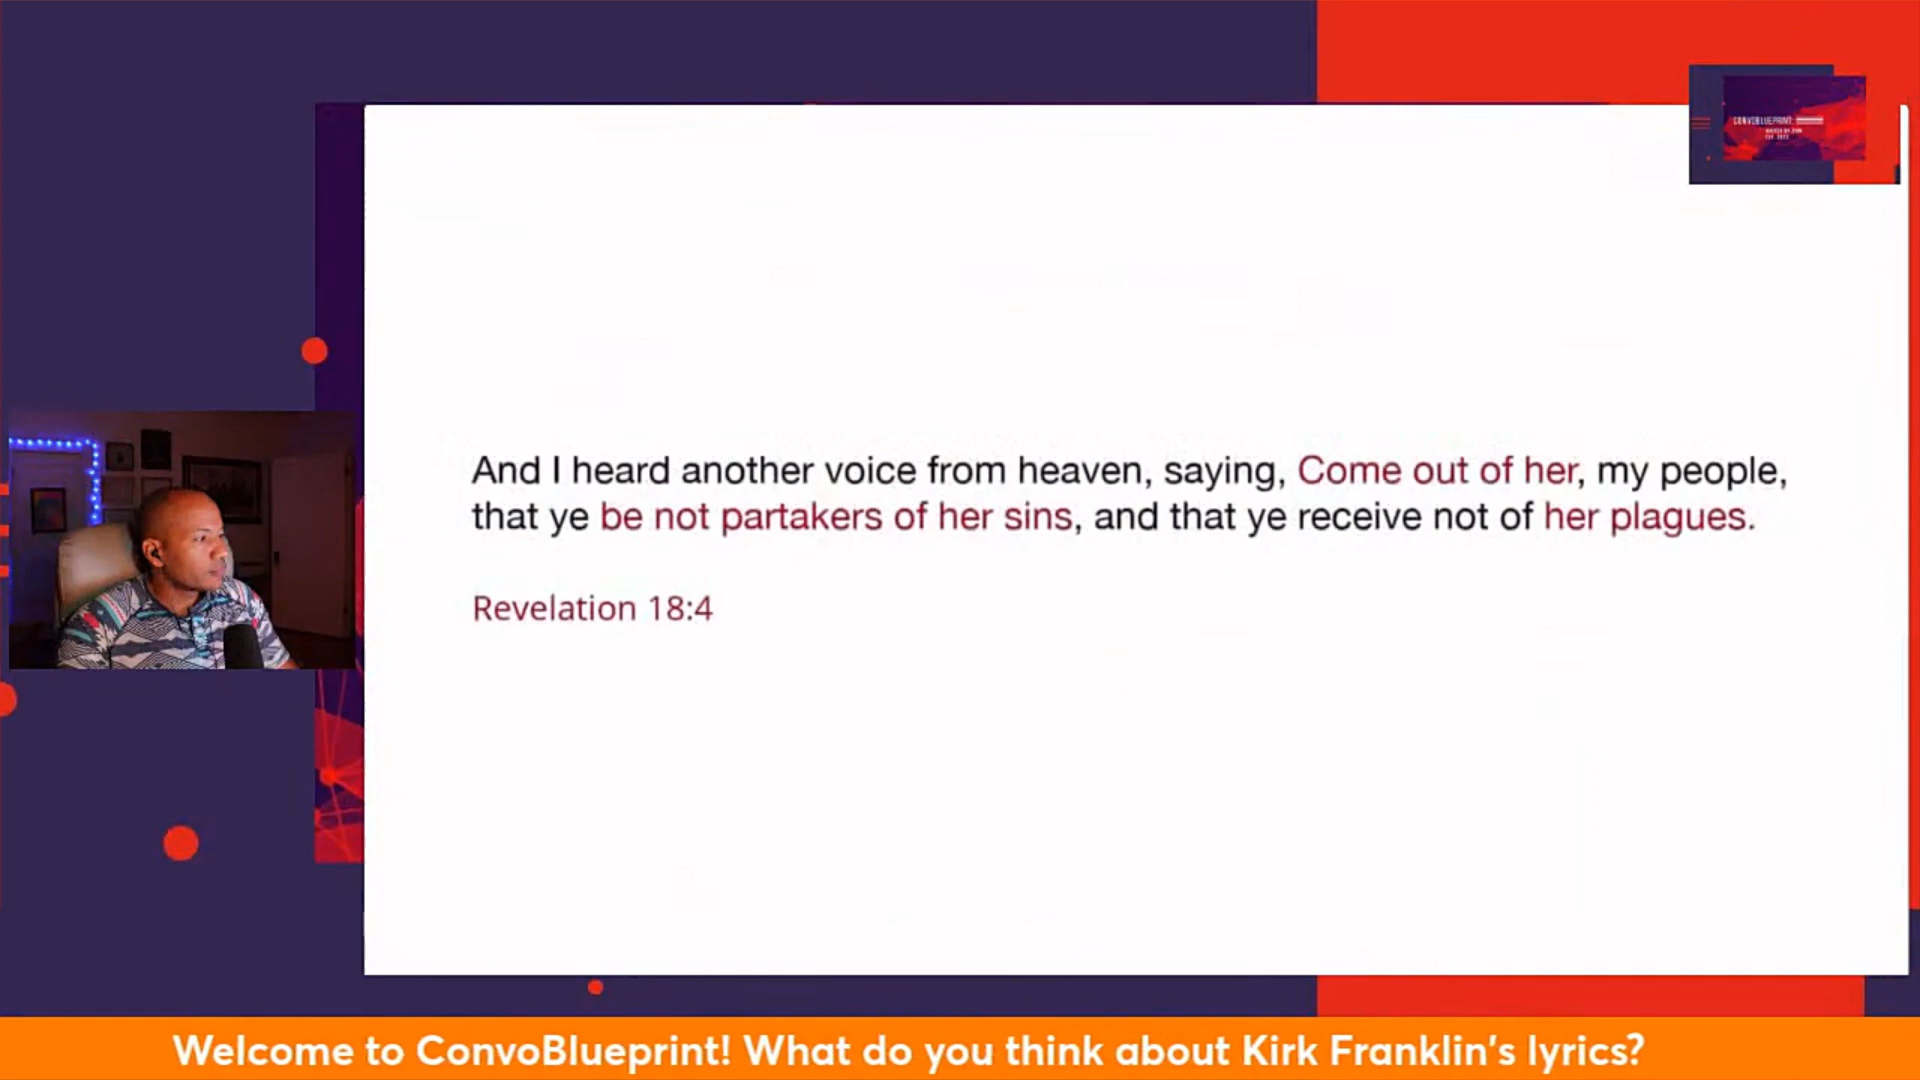 CONVOBLUEPRINT
And I heard another voice from heaven, saying, Come out of her, my people,
that ye be not partakers of her sins, and that ye receive not of her plagues.
Revelation 18:4
Welcome to ConvoBlueprint! What do you think about Kirk Franklin's lyrics?